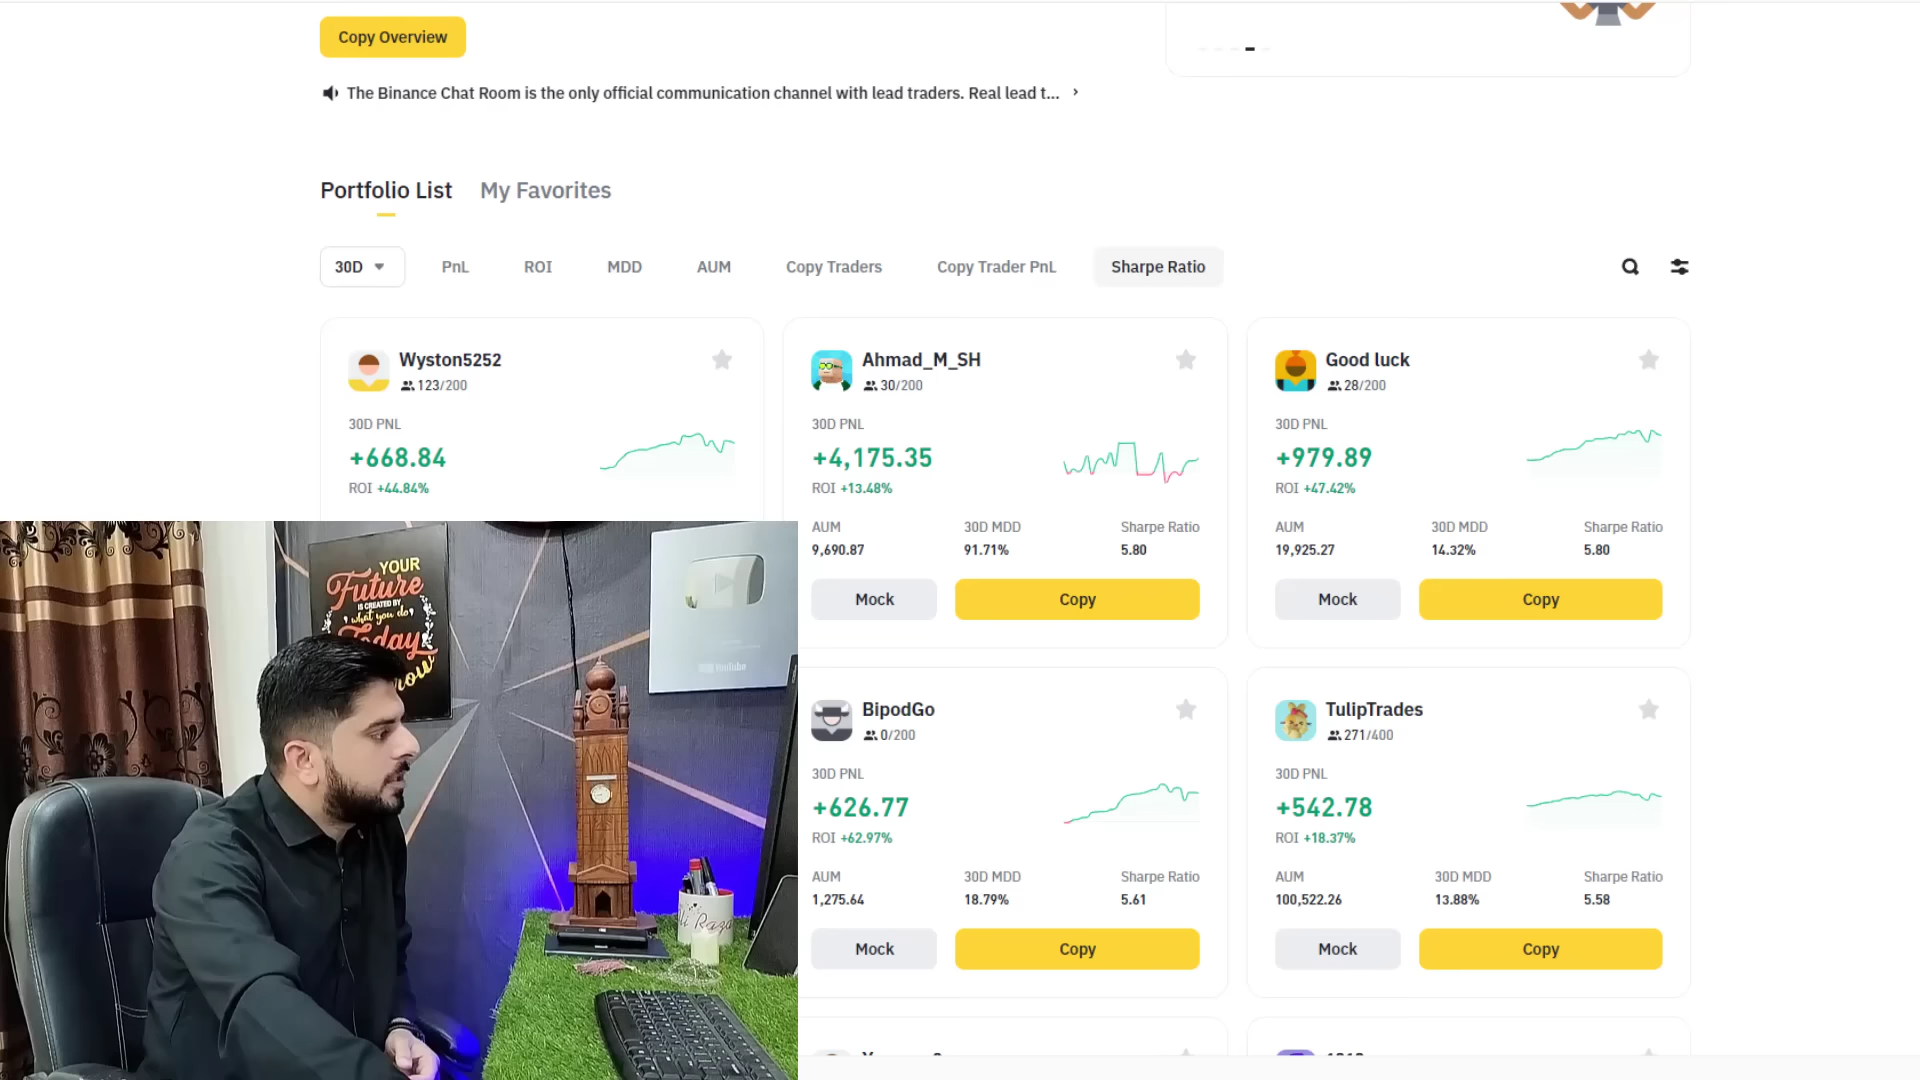 Copy Overview
The Binance Chat Room is the only official communication channel with lead traders. Real lead t...
Portfolio List My Favorites
30D PnL ROI MDD AUM Copy Traders Copy Trader PnL Sharpe Ratio
Wyston5252
123/200
30D PNL
+668.84
ROI +44.84%
Ahmad_M_SH
30/200
30D PNL
+4,175.35
ROI +13.48%
AUM 30D MDD Sharpe Ratio
9,690.87 91.71% 5.80
Mock Copy
Good luck
28/200
30D PNL
+979.89
ROI +47.42%
AUM 30D MDD Sharpe Ratio
19,925.27 14.32% 5.80
Mock Copy
BipodGo
0/200
30D PNL
+626.77
ROI +62.97%
AUM 30D MDD Sharpe Ratio
1,275.64 18.79% 5.61
Mock Copy
TulipTrades
271/400
30D PNL
+542.78
ROI +18.37%
AUM 30D MDD Sharpe Ratio
100,522.26 13.88% 5.58
Mock Copy
YOUR
Future
IS CREATED BY
what you do
Today
YouTube
Raza